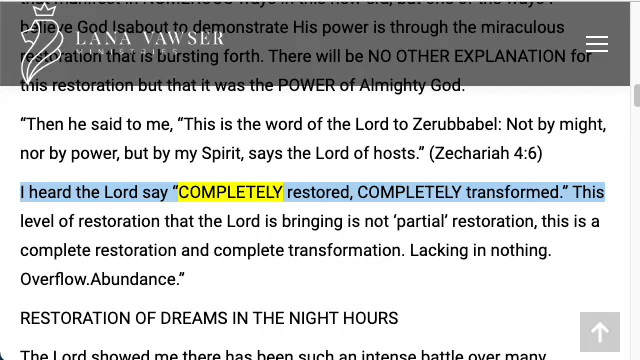 believe God Isabout to demonstrate His power is through the miraculous
LANA VAWSER
MINISTRIES
restoration that is bursting forth. There will be NO OTHER EXPLANATION for
this restoration but that it was the POWER of Almighty God.
“Then he said to me, “This is the word of the Lord to Zerubbabel: Not by might,
nor by power, but by my Spirit, says the Lord of hosts.” (Zechariah 4:6)
I heard the Lord say “COMPLETELY restored, COMPLETELY transformed.” This
level of restoration that the Lord is bringing is not ‘partial’ restoration, this is a
complete restoration and complete transformation. Lacking in nothing.
Overflow.Abundance.”
RESTORATION OF DREAMS IN THE NIGHT HOURS
The Lord showed me there has been such an intense battle over many